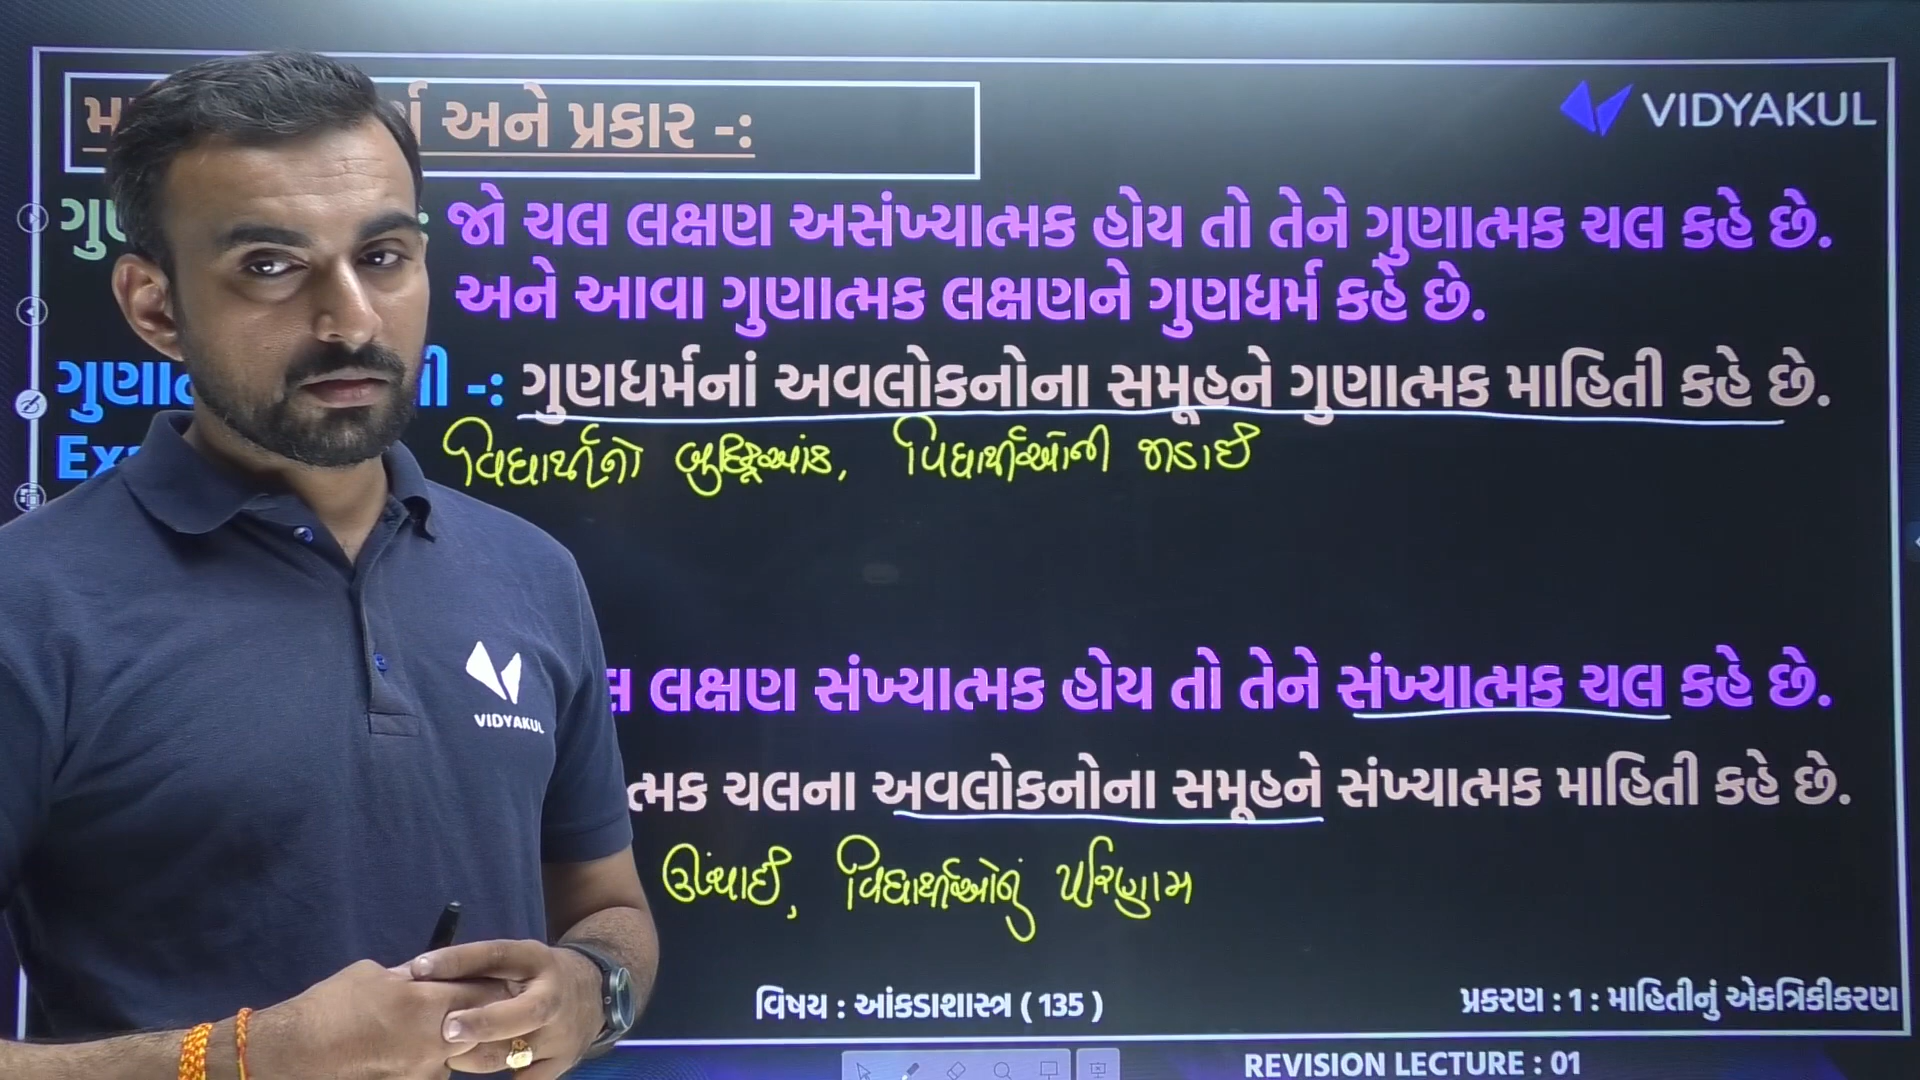 અને પ્રકાર -:
VIDYAKUL
જો ચલ લક્ષણ અસંખ્યાત્મક હોય તો તેને ગુણાત્મક ચલ કહે છે.
અને આવા ગુણાત્મક લક્ષણને ગુણધર્મ કહે છે.
-: ગુણધર્મનાં અવલોકનોના સમૂહને ગુણાત્મક માહિતી કહે છે.
વિદ્યાર્થીનો બુદ્ધિઆંક, વિદ્યાર્થીઓની જાડાઈ
લક્ષણ સંખ્યાત્મક હોય તો તેને સંખ્યાત્મક ચલ કહે છે.
ત્મક ચલના અવલોકનોના સમૂહને સંખ્યાત્મક માહિતી કહે છે.
ઊંચાઈ, વિદ્યાર્થીઓનું પરિણામ
VIDYAKUL
વિષય : આંકડાશાસ્ત્ર ( 135 )
પ્રકરણ : 1 : માહિતીનું એકત્રિકીકરણ
REVISION LECTURE : 01